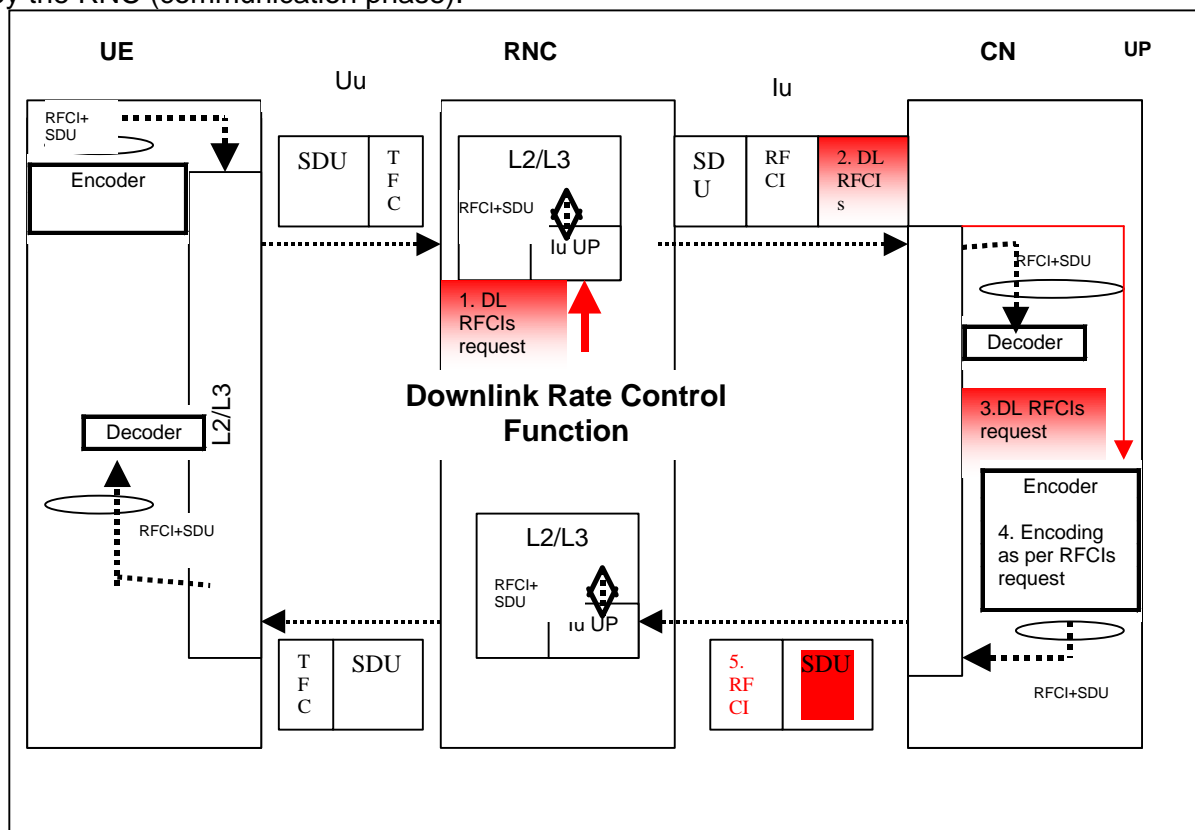 by the RNC (communication phase).
UE
RNC
CN
UP
Uu
Iu
RFCI+
SDU
Encoder
SDU
T
F
C
L2/L3
RFCI+SDU
Iu UP
SD
U
RF
CI
2. DL
RFCI
s
1. DL
RFCIs
request
RFCI+SDU
Decoder
Downlink Rate Control
Function
L2/L3
Decoder
RFCI+SDU
3.DL RFCIs
request
Encoder
4. Encoding
as per RFCIs
request
L2/L3
RFCI+
SDU
Iu UP
T
F
C
SDU
5.
RF
CI
SDU
RFCI+SDU